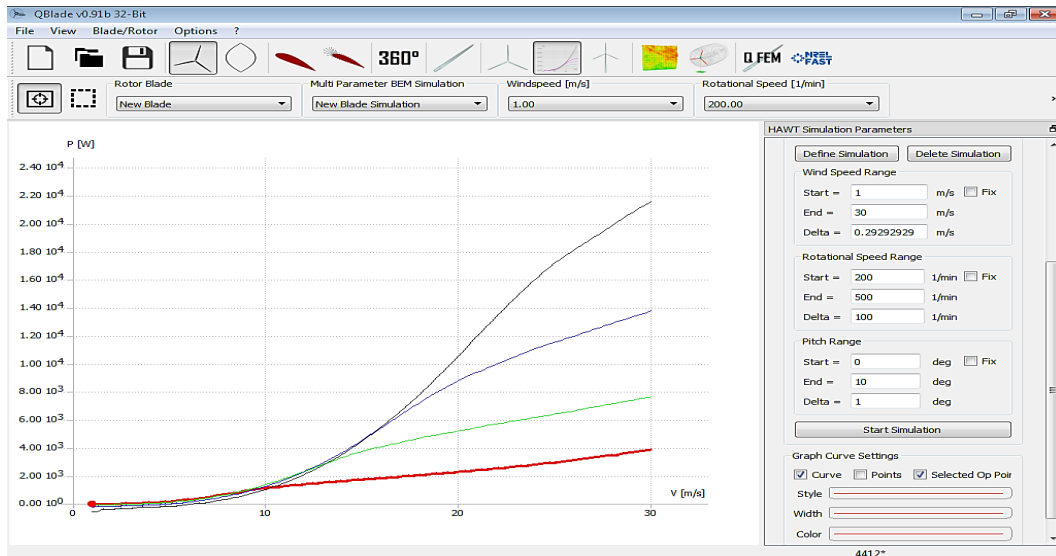 QBlade v0.91b 32-Bit
File View Blade/Rotor Options ?
360° Q FEM NREL FAST
Rotor Blade Multi Parameter BEM Simulation Windspeed [m/s] Rotational Speed [1/min]
New Blade New Blade Simulation 1.00 200.00
HAWT Simulation Parameters
Define Simulation Delete Simulation
Wind Speed Range
Start = 1 m/s Fix
End = 30 m/s
Delta = 0.29292929 m/s
Rotational Speed Range
Start = 200 1/min Fix
End = 500 1/min
Delta = 100 1/min
Pitch Range
Start = 0 deg Fix
End = 10 deg
Delta = 1 deg
Start Simulation
Graph Curve Settings
Curve Points Selected Op Poir
Style
Width
Color
4412*
P [W]
2.40 10⁴
2.20 10⁴
2.00 10⁴
1.80 10⁴
1.60 10⁴
1.40 10⁴
1.20 10⁴
1.00 10⁴
8.00 10³
6.00 10³
4.00 10³
2.00 10³
0.00 10⁰
V [m/s]
0 10 20 30